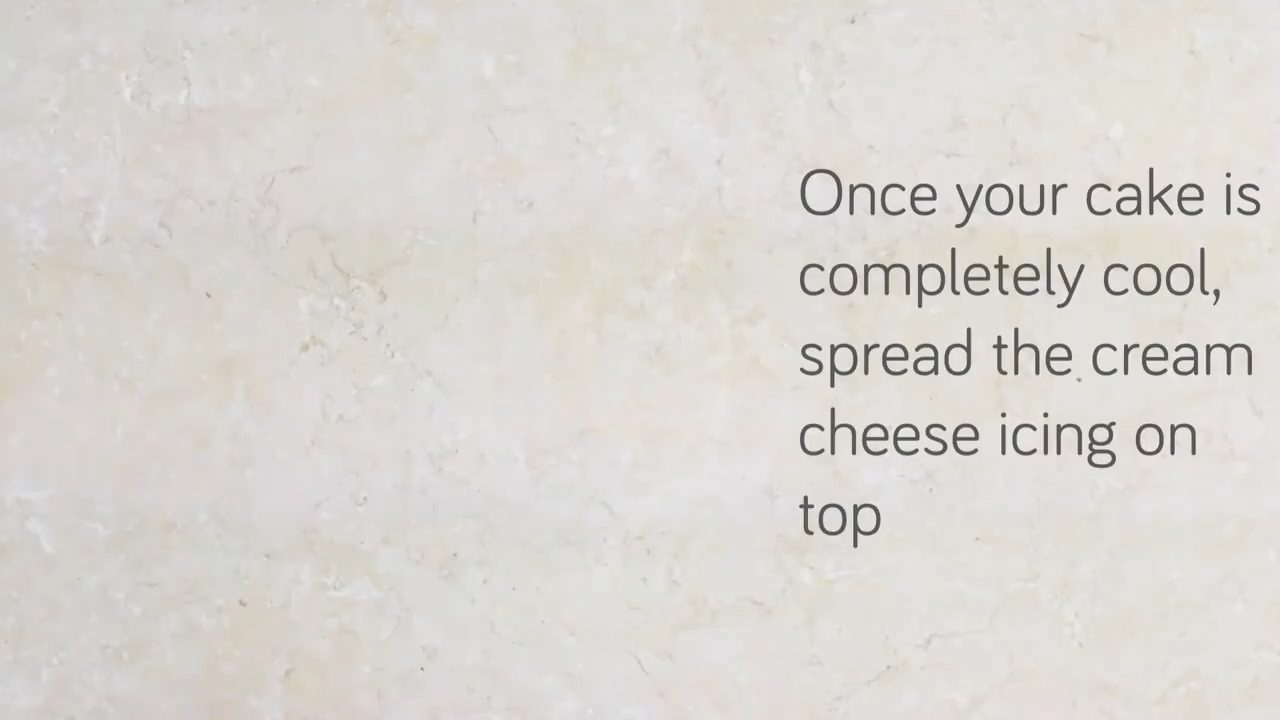 Once your cake is
completely cool,
spread the cream
cheese icing on
top